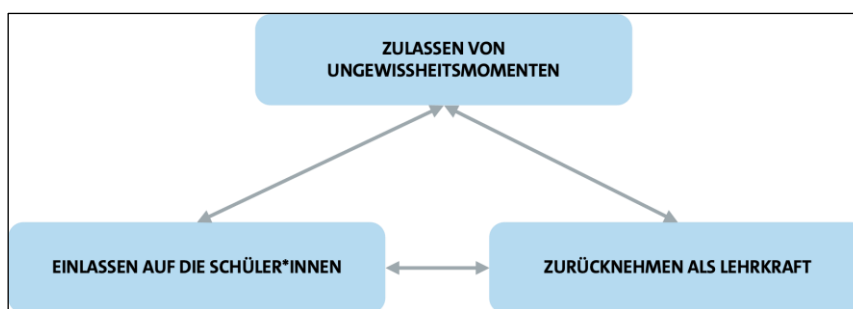 ZULASSEN VON
UNGEWISSHEITSMOMENTEN
EINLASSEN AUF DIE SCHÜLER*INNEN
ZURÜCKNEHMEN ALS LEHRKRAFT